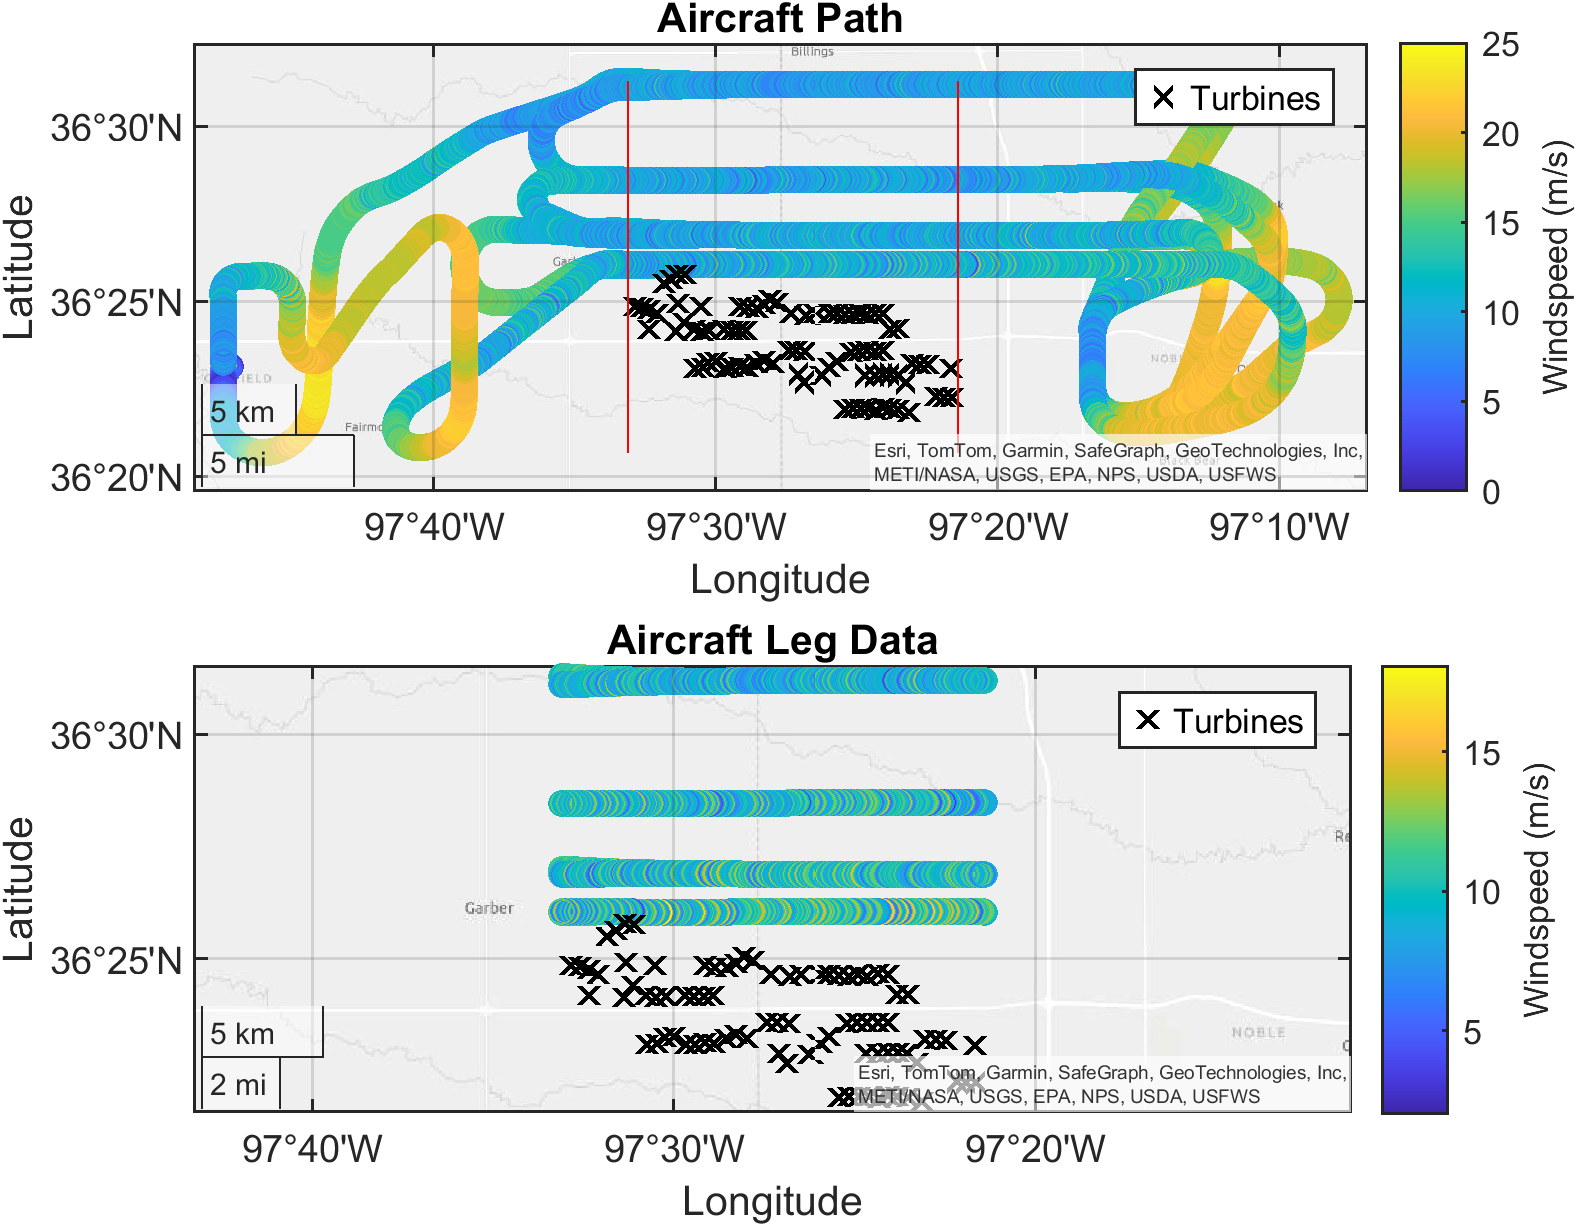 Aircraft Path
Billings
Turbines
36°30'N
36°25'N
36°20'N
Latitude
5 km
5 mi
NOBL
Black Bear
Esri, TomTom, Garmin, SafeGraph, GeoTechnologies, Inc,
METI/NASA, USGS, EPA, NPS, USDA, USFWS
97°40'W
97°30'W
97°20'W
97°10'W
Longitude
25
20
15
10
5
0
Windspeed (m/s)
Aircraft Leg Data
Turbines
36°30'N
36°25'N
Latitude
Garber
NOBLE
Re
5 km
2 mi
Esri, TomTom, Garmin, SafeGraph, GeoTechnologies, Inc,
METI/NASA, USGS, EPA, NPS, USDA, USFWS
97°40'W
97°30'W
97°20'W
Longitude
15
10
5
Windspeed (m/s)